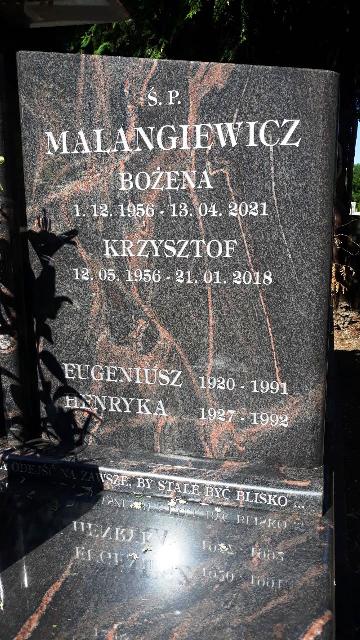 Ś. P.
MALANGIEWICZ
BOŻENA
1. 12. 1956 - 13. 04. 2021
KRZYSZTOF
12. 05. 1956 - 21. 01. 2018
EUGENIUSZ 1920 - 1991
HENRYKA 1927 - 1992
ODEJŚĆ NA ZAWSZE, BY STALE BYĆ BLISKO ...